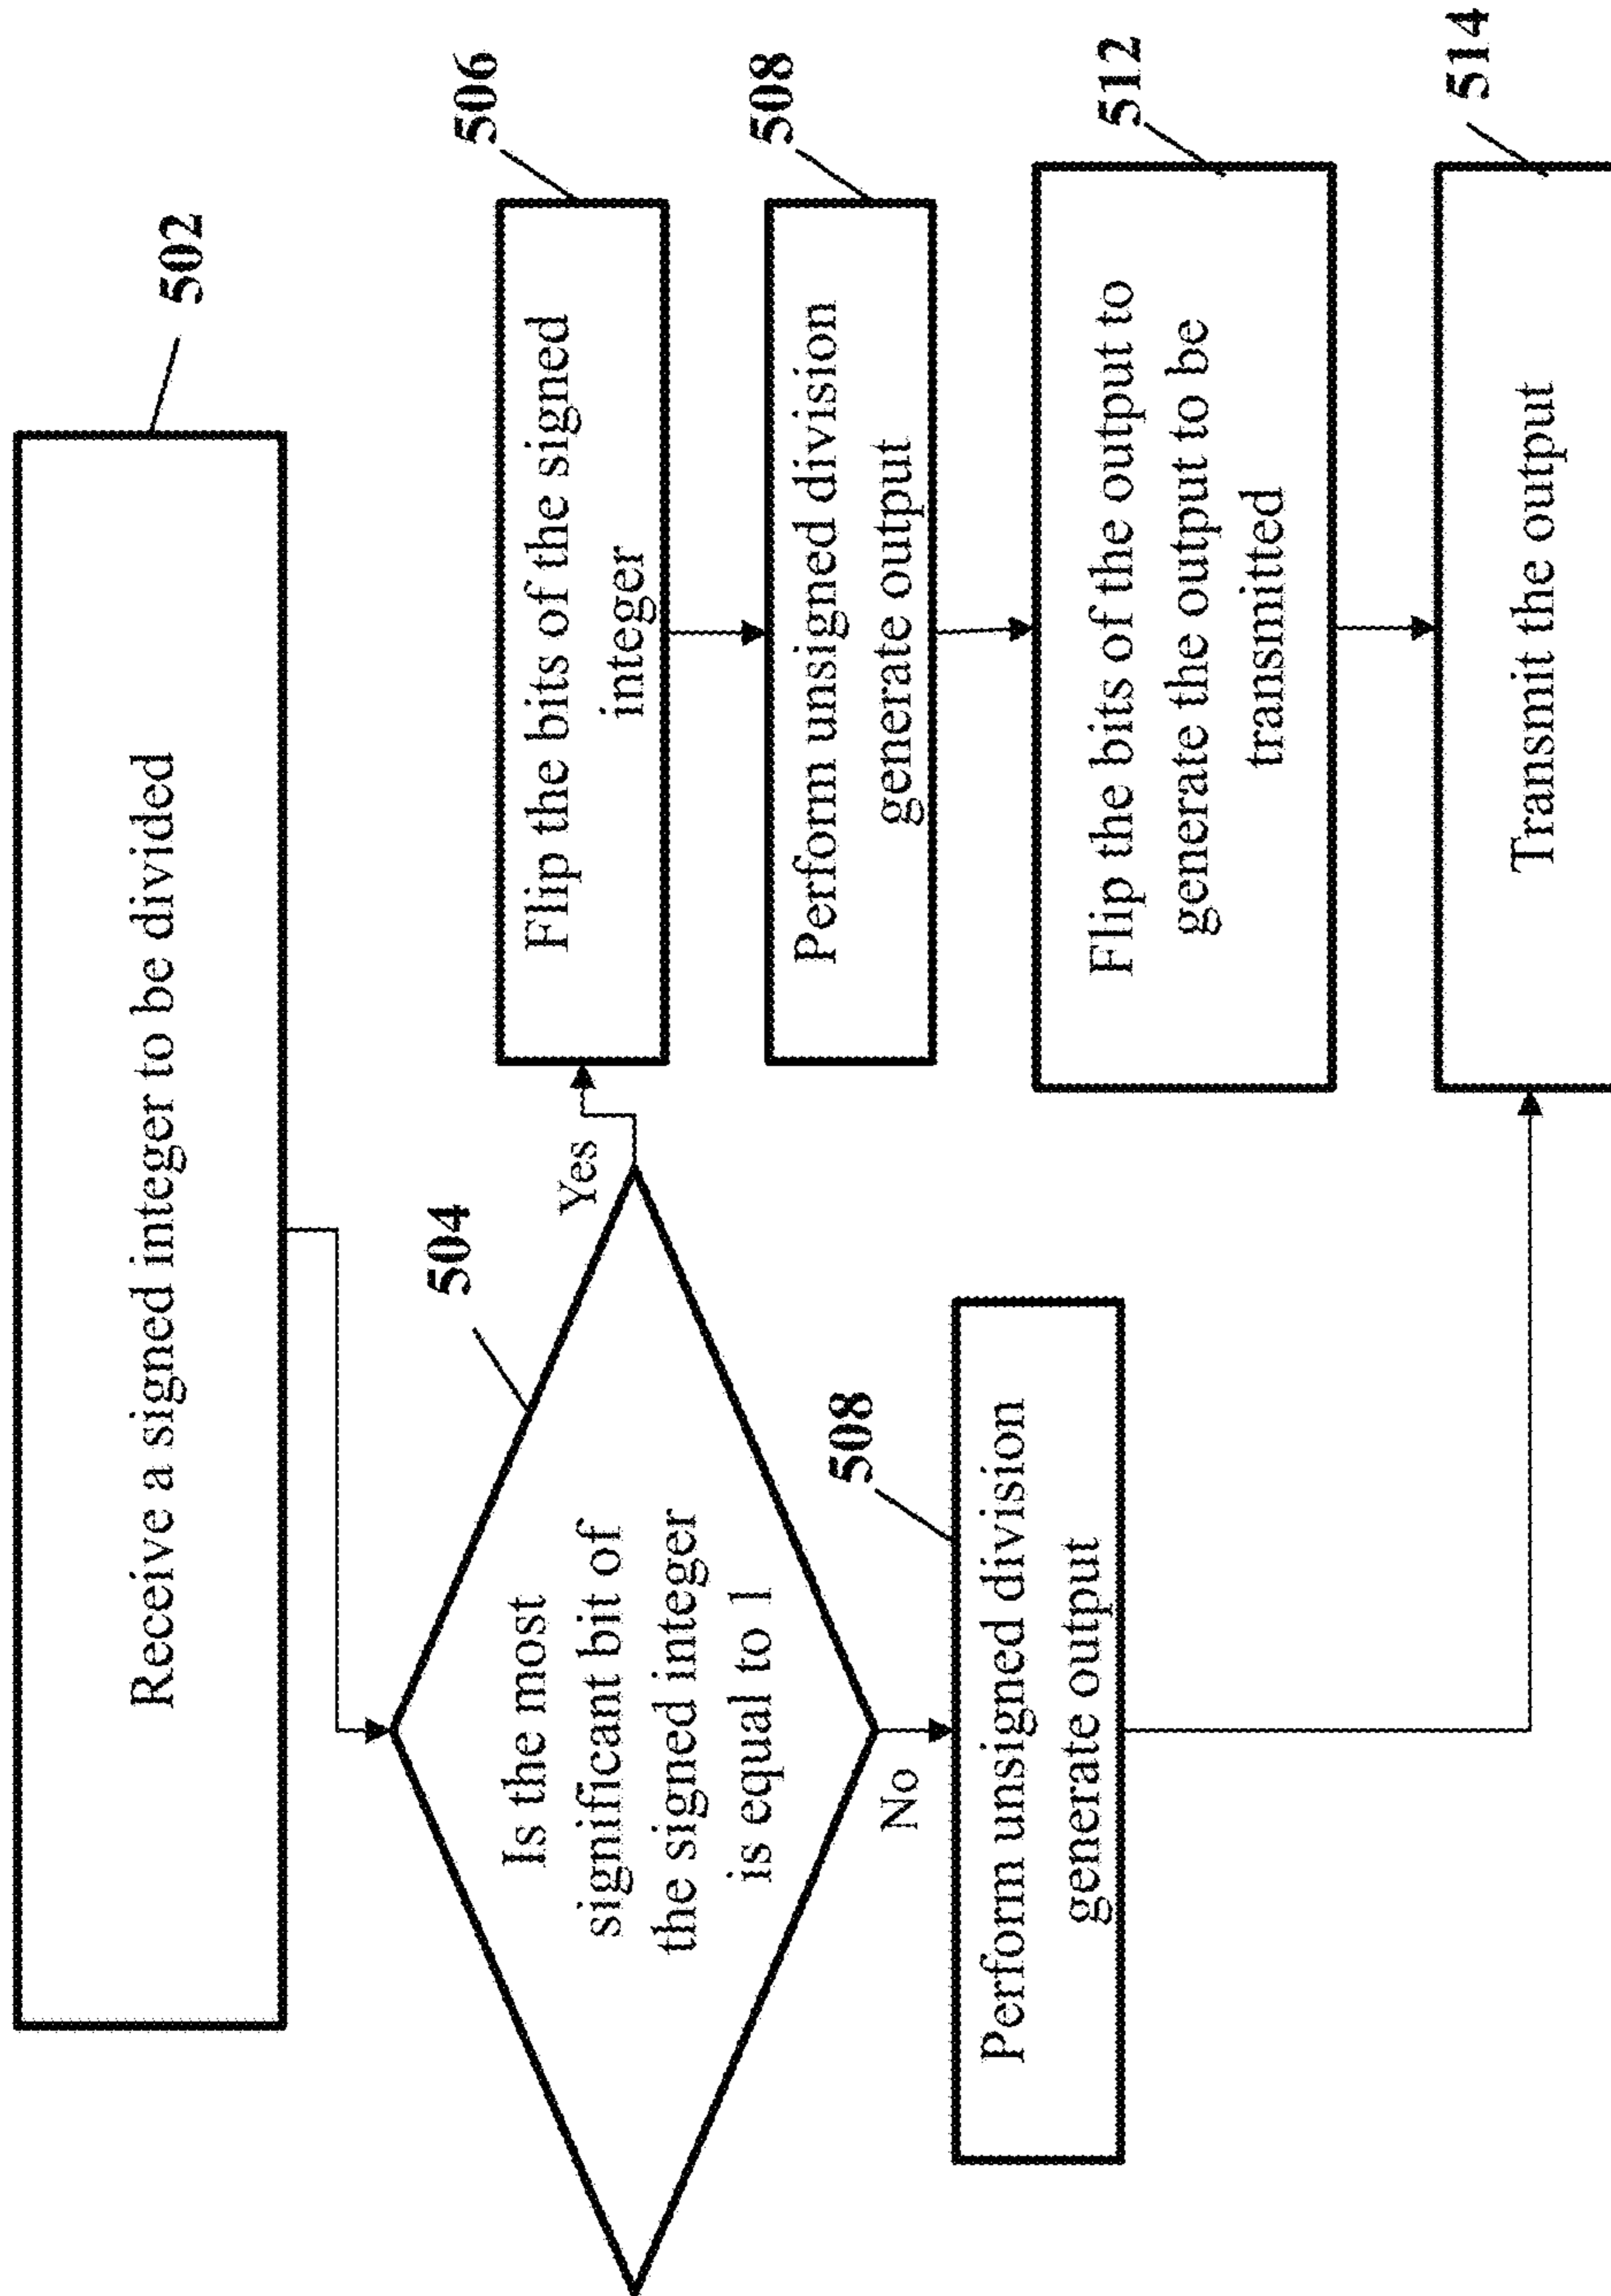 Receive a signed integer to be divided
502
504
Is the most
significant bit of
the signed integer
is equal to 1
Yes
506
Flip the bits of the signed
integer
508
Perform unsigned division
generate output
512
Flip the bits of the output to
generate the output to be
transmitted
No
508
Perform unsigned division
generate output
514
Transmit the output